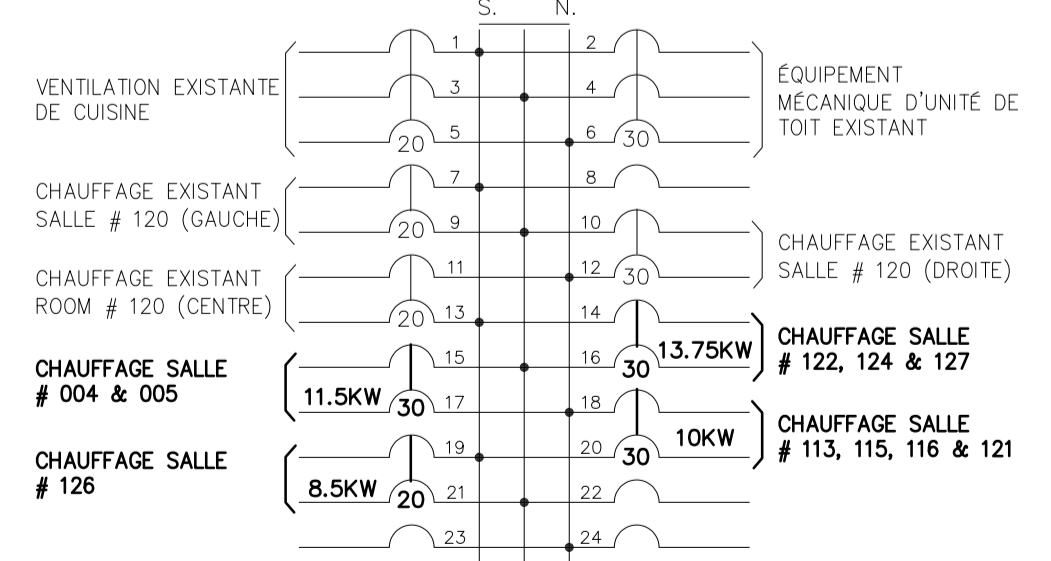 S. N.
VENTILATION EXISTANTE
DE CUISINE
1 2
3 4
20 5 6 30
ÉQUIPEMENT
MÉCANIQUE D'UNITÉ DE
TOIT EXISTANT
CHAUFFAGE EXISTANT
SALLE # 120 (GAUCHE)
7 8
20 9 10
CHAUFFAGE EXISTANT
SALLE # 120 (DROITE)
CHAUFFAGE EXISTANT
ROOM # 120 (CENTRE)
11 12 30
20 13 14
CHAUFFAGE SALLE
# 122, 124 & 127
13.75KW
CHAUFFAGE SALLE
# 004 & 005
15 16 30
11.5KW 30 17 18
CHAUFFAGE SALLE
# 113, 115, 116 & 121
10KW
CHAUFFAGE SALLE
# 126
19 20 30
8.5KW 20 21 22
23 24